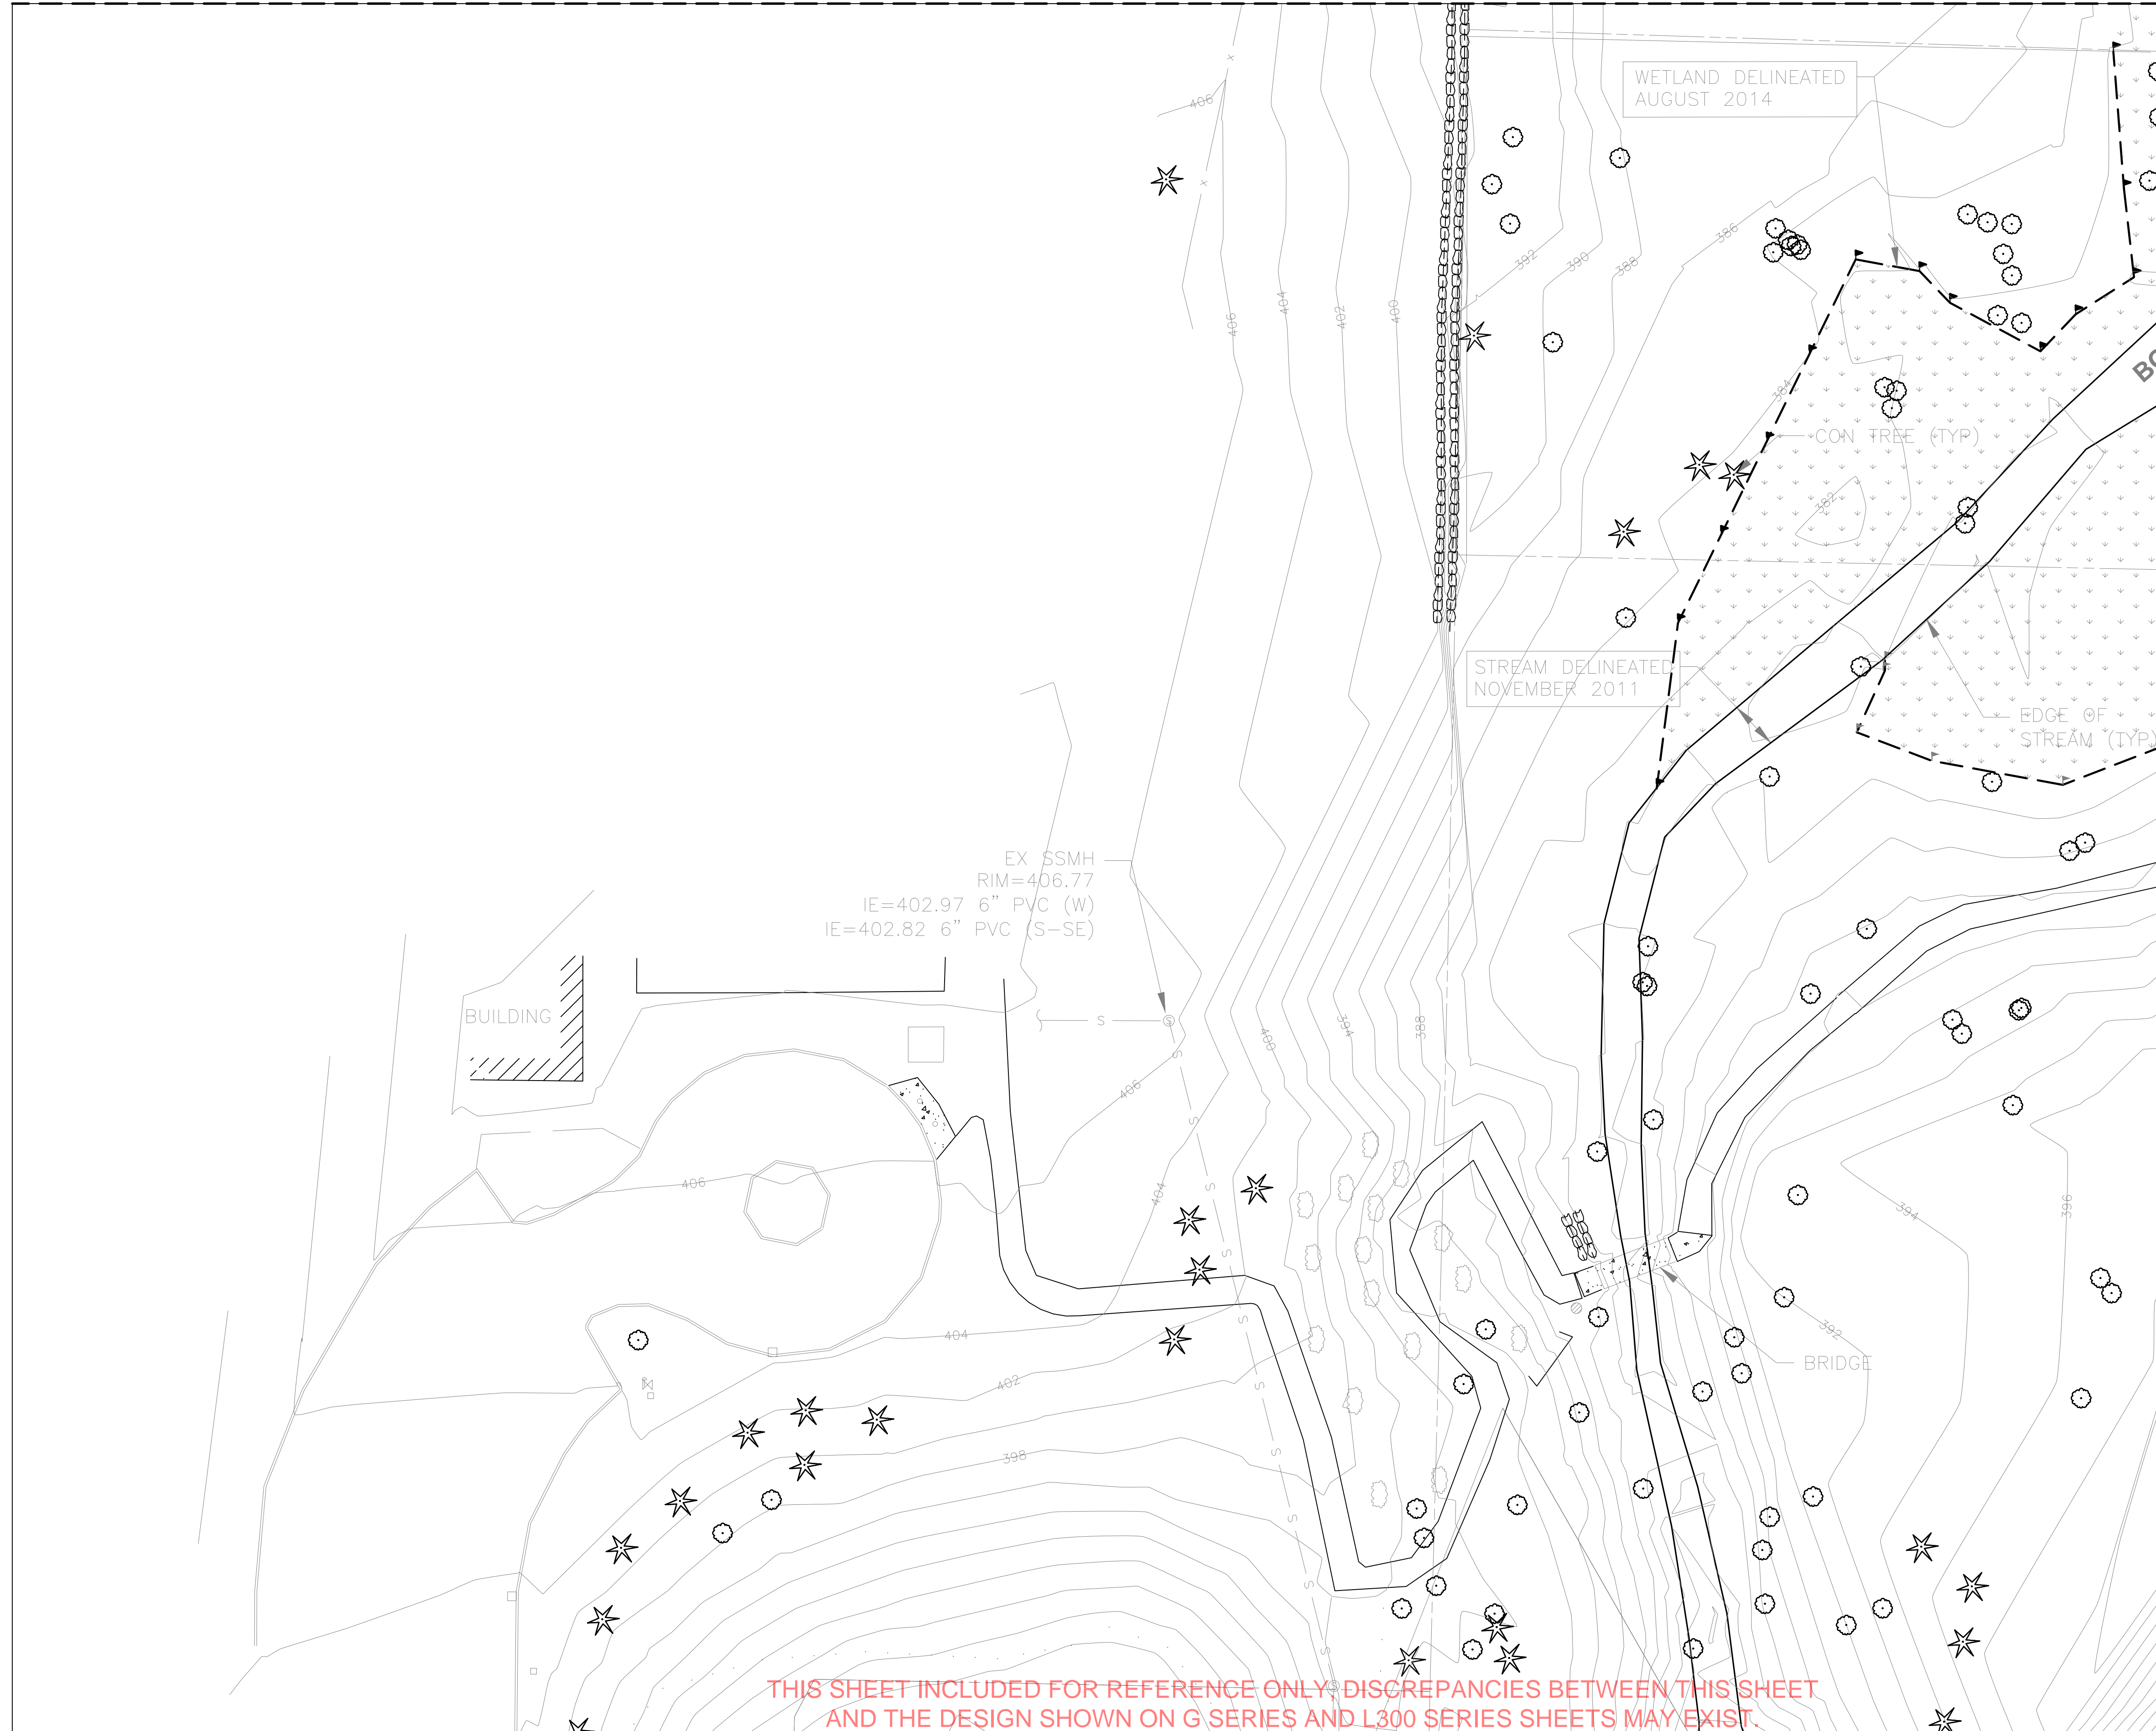 WETLAND DELINEATED
AUGUST 2014
406
x
x
386
392
390
388
404
402
400
406
384
CON TREE (TYP)
382
STREAM DELINEATED
NOVEMBER 2011
EDGE OF
STREAM (TYP)
EX SSMH
RIM=406.77
IE=402.97 6" PVC (W)
IE=402.82 6" PVC (S-SE)
BUILDING
S
S
S
400
394
388
406
S
S
S
406
404
S
394
396
S
S
404
392
BRIDGE
402
S
S
398
S
S
S
S
S
S
THIS SHEET INCLUDED FOR REFERENCE ONLY, DISCREPANCIES BETWEEN THIS SHEET
AND THE DESIGN SHOWN ON G SERIES AND L300 SERIES SHEETS MAY EXIST.